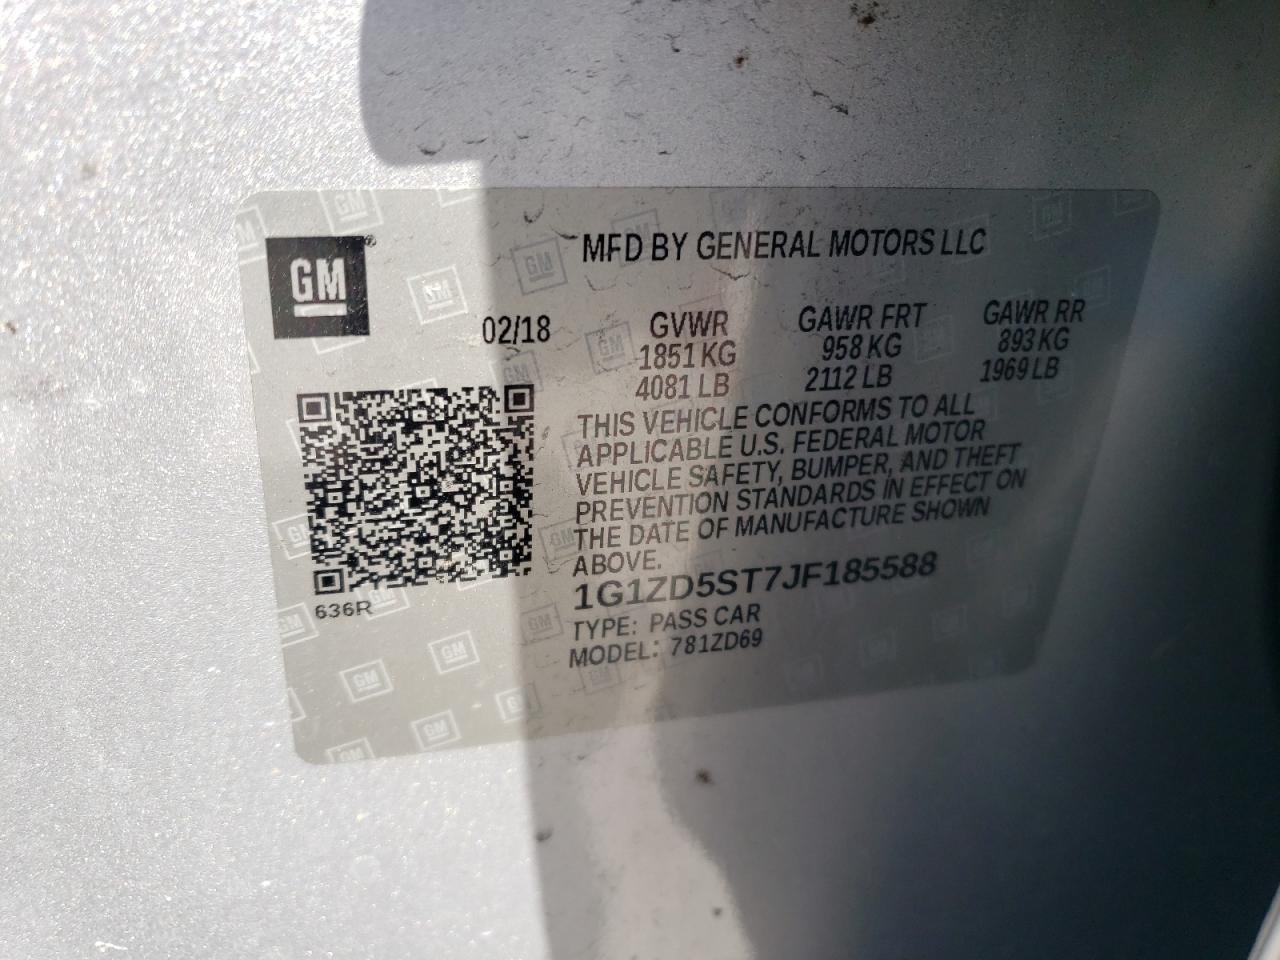 GM®
MFD BY GENERAL MOTORS LLC
02/18
GVWR GAWR FRT GAWR RR
1851 KG 958 KG 893 KG
4081 LB 2112 LB 1969 LB
THIS VEHICLE CONFORMS TO ALL
APPLICABLE U.S. FEDERAL MOTOR
VEHICLE SAFETY, BUMPER, AND THEFT
PREVENTION STANDARDS IN EFFECT ON
THE DATE OF MANUFACTURE SHOWN
ABOVE.
1G1ZD5ST7JF185588
636R
TYPE: PASS CAR
MODEL: 781ZD69